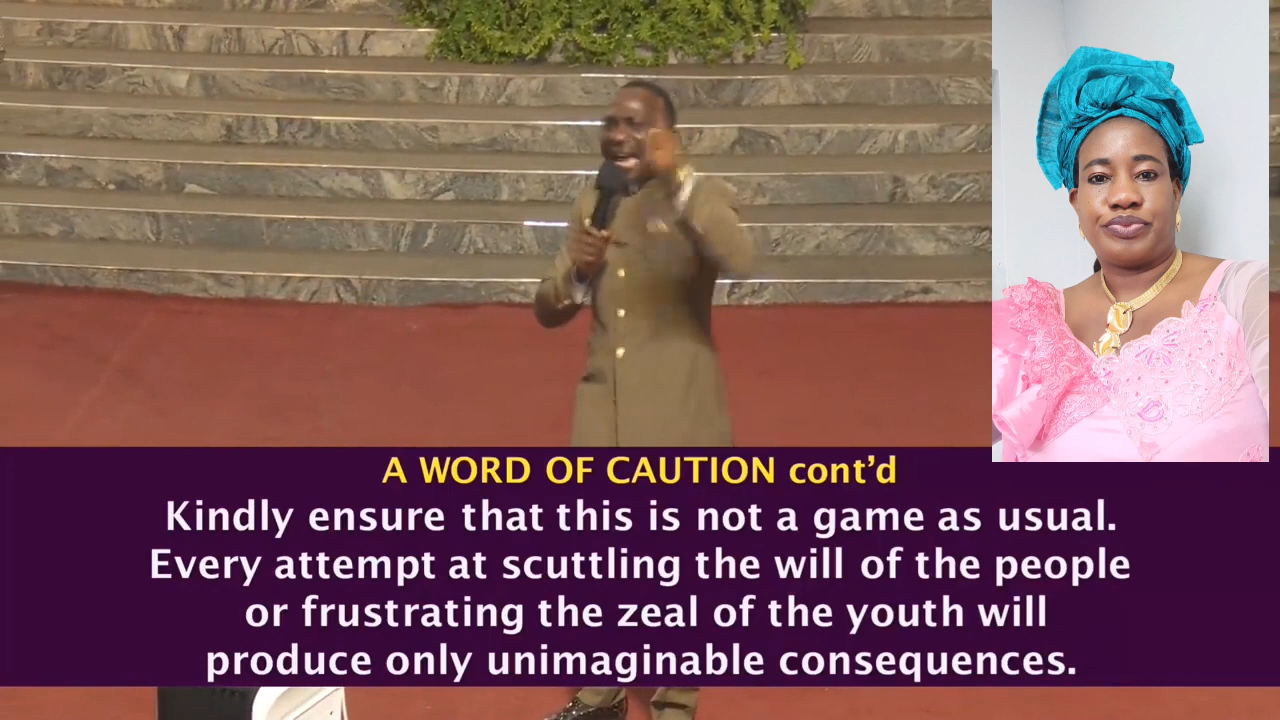 A WORD OF CAUTION cont’d
Kindly ensure that this is not a game as usual.
Every attempt at scuttling the will of the people
or frustrating the zeal of the youth will
produce only unimaginable consequences.